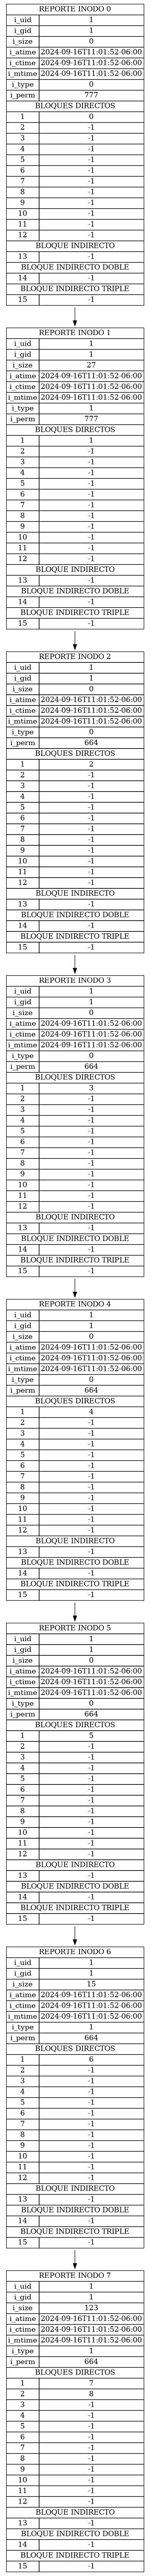 REPORTE INODO 0
i_uid 1
i_gid 1
i_size 0
i_atime 2024-09-16T11:01:52-06:00
i_ctime 2024-09-16T11:01:52-06:00
i_mtime 2024-09-16T11:01:52-06:00
i_type 0
i_perm 777
BLOQUES DIRECTOS
1 0
2 -1
3 -1
4 -1
5 -1
6 -1
7 -1
8 -1
9 -1
10 -1
11 -1
12 -1
BLOQUE INDIRECTO
13 -1
BLOQUE INDIRECTO DOBLE
14 -1
BLOQUE INDIRECTO TRIPLE
15 -1
REPORTE INODO 1
i_uid 1
i_gid 1
i_size 27
i_atime 2024-09-16T11:01:52-06:00
i_ctime 2024-09-16T11:01:52-06:00
i_mtime 2024-09-16T11:01:52-06:00
i_type 1
i_perm 777
BLOQUES DIRECTOS
1 1
2 -1
3 -1
4 -1
5 -1
6 -1
7 -1
8 -1
9 -1
10 -1
11 -1
12 -1
BLOQUE INDIRECTO
13 -1
BLOQUE INDIRECTO DOBLE
14 -1
BLOQUE INDIRECTO TRIPLE
15 -1
REPORTE INODO 2
i_uid 1
i_gid 1
i_size 0
i_atime 2024-09-16T11:01:52-06:00
i_ctime 2024-09-16T11:01:52-06:00
i_mtime 2024-09-16T11:01:52-06:00
i_type 0
i_perm 664
BLOQUES DIRECTOS
1 2
2 -1
3 -1
4 -1
5 -1
6 -1
7 -1
8 -1
9 -1
10 -1
11 -1
12 -1
BLOQUE INDIRECTO
13 -1
BLOQUE INDIRECTO DOBLE
14 -1
BLOQUE INDIRECTO TRIPLE
15 -1
REPORTE INODO 3
i_uid 1
i_gid 1
i_size 0
i_atime 2024-09-16T11:01:52-06:00
i_ctime 2024-09-16T11:01:52-06:00
i_mtime 2024-09-16T11:01:52-06:00
i_type 0
i_perm 664
BLOQUES DIRECTOS
1 3
2 -1
3 -1
4 -1
5 -1
6 -1
7 -1
8 -1
9 -1
10 -1
11 -1
12 -1
BLOQUE INDIRECTO
13 -1
BLOQUE INDIRECTO DOBLE
14 -1
BLOQUE INDIRECTO TRIPLE
15 -1
REPORTE INODO 4
i_uid 1
i_gid 1
i_size 0
i_atime 2024-09-16T11:01:52-06:00
i_ctime 2024-09-16T11:01:52-06:00
i_mtime 2024-09-16T11:01:52-06:00
i_type 0
i_perm 664
BLOQUES DIRECTOS
1 4
2 -1
3 -1
4 -1
5 -1
6 -1
7 -1
8 -1
9 -1
10 -1
11 -1
12 -1
BLOQUE INDIRECTO
13 -1
BLOQUE INDIRECTO DOBLE
14 -1
BLOQUE INDIRECTO TRIPLE
15 -1
REPORTE INODO 5
i_uid 1
i_gid 1
i_size 0
i_atime 2024-09-16T11:01:52-06:00
i_ctime 2024-09-16T11:01:52-06:00
i_mtime 2024-09-16T11:01:52-06:00
i_type 0
i_perm 664
BLOQUES DIRECTOS
1 5
2 -1
3 -1
4 -1
5 -1
6 -1
7 -1
8 -1
9 -1
10 -1
11 -1
12 -1
BLOQUE INDIRECTO
13 -1
BLOQUE INDIRECTO DOBLE
14 -1
BLOQUE INDIRECTO TRIPLE
15 -1
REPORTE INODO 6
i_uid 1
i_gid 1
i_size 15
i_atime 2024-09-16T11:01:52-06:00
i_ctime 2024-09-16T11:01:52-06:00
i_mtime 2024-09-16T11:01:52-06:00
i_type 1
i_perm 664
BLOQUES DIRECTOS
1 6
2 -1
3 -1
4 -1
5 -1
6 -1
7 -1
8 -1
9 -1
10 -1
11 -1
12 -1
BLOQUE INDIRECTO
13 -1
BLOQUE INDIRECTO DOBLE
14 -1
BLOQUE INDIRECTO TRIPLE
15 -1
REPORTE INODO 7
i_uid 1
i_gid 1
i_size 123
i_atime 2024-09-16T11:01:52-06:00
i_ctime 2024-09-16T11:01:52-06:00
i_mtime 2024-09-16T11:01:52-06:00
i_type 1
i_perm 664
BLOQUES DIRECTOS
1 7
2 8
3 -1
4 -1
5 -1
6 -1
7 -1
8 -1
9 -1
10 -1
11 -1
12 -1
BLOQUE INDIRECTO
13 -1
BLOQUE INDIRECTO DOBLE
14 -1
BLOQUE INDIRECTO TRIPLE
15 -1